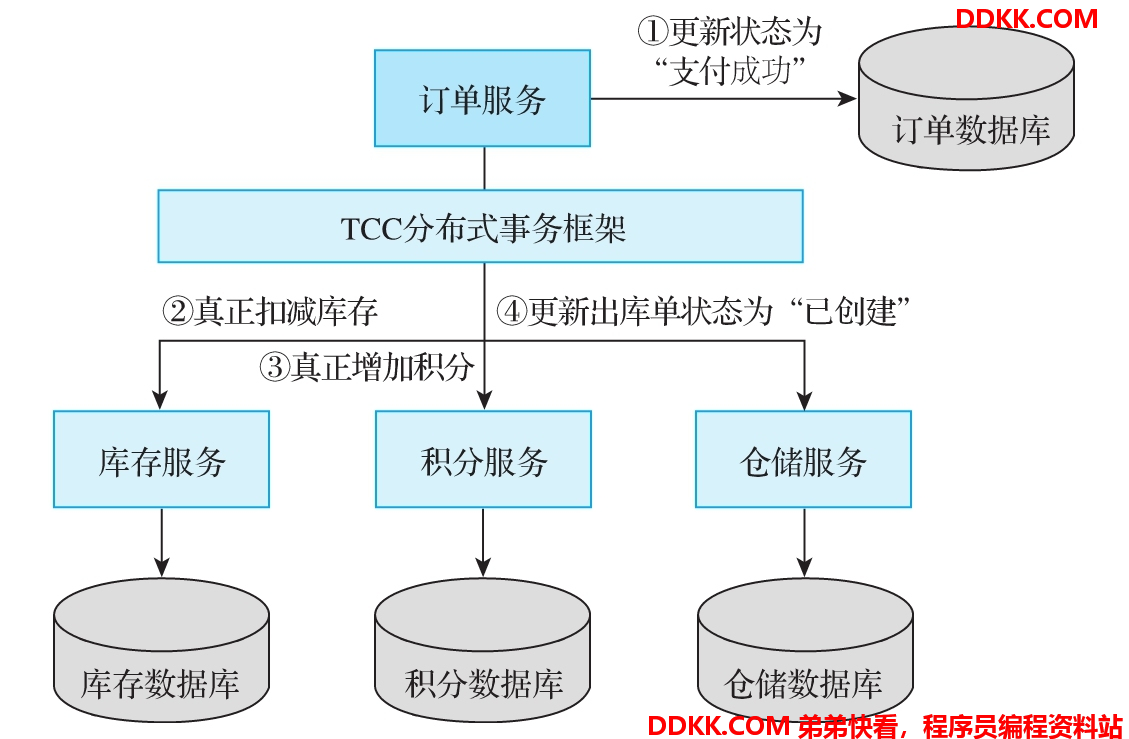 DDKK.COM
①更新状态为
“支付成功”
订单服务
订单数据库
TCC分布式事务框架
②真正扣减库存
④更新出库单状态为“已创建”
③真正增加积分
库存服务
积分服务
仓储服务
库存数据库
积分数据库
仓储数据库
DDKK.COM 弟弟快看，程序员编程资料站